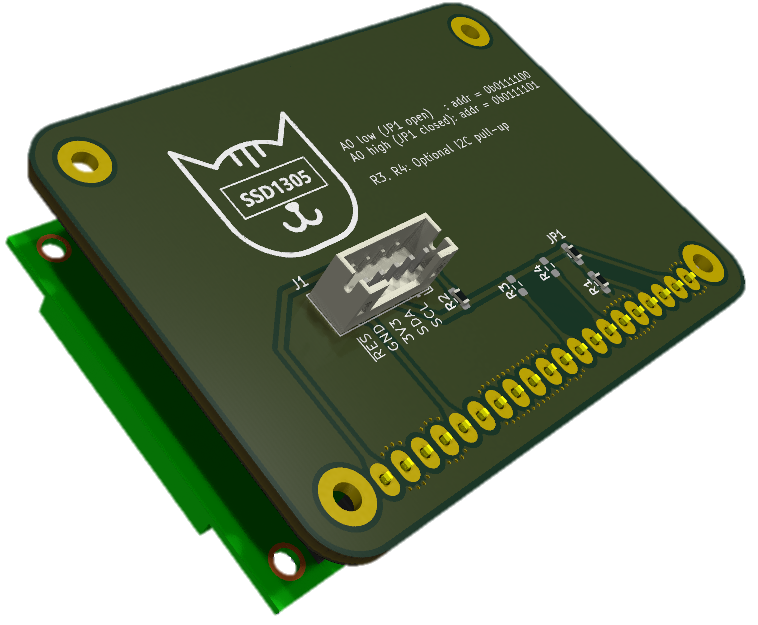 A0 low (JP1 open)  : addr = 0b0111100
A0 high (JP1 closed): addr = 0b0111101
R3, R4: Optional I2C pull-up
SSD1305
J1
RES
GND
3V3
SDA
SCL
R2
R3
R4
JP1
R1